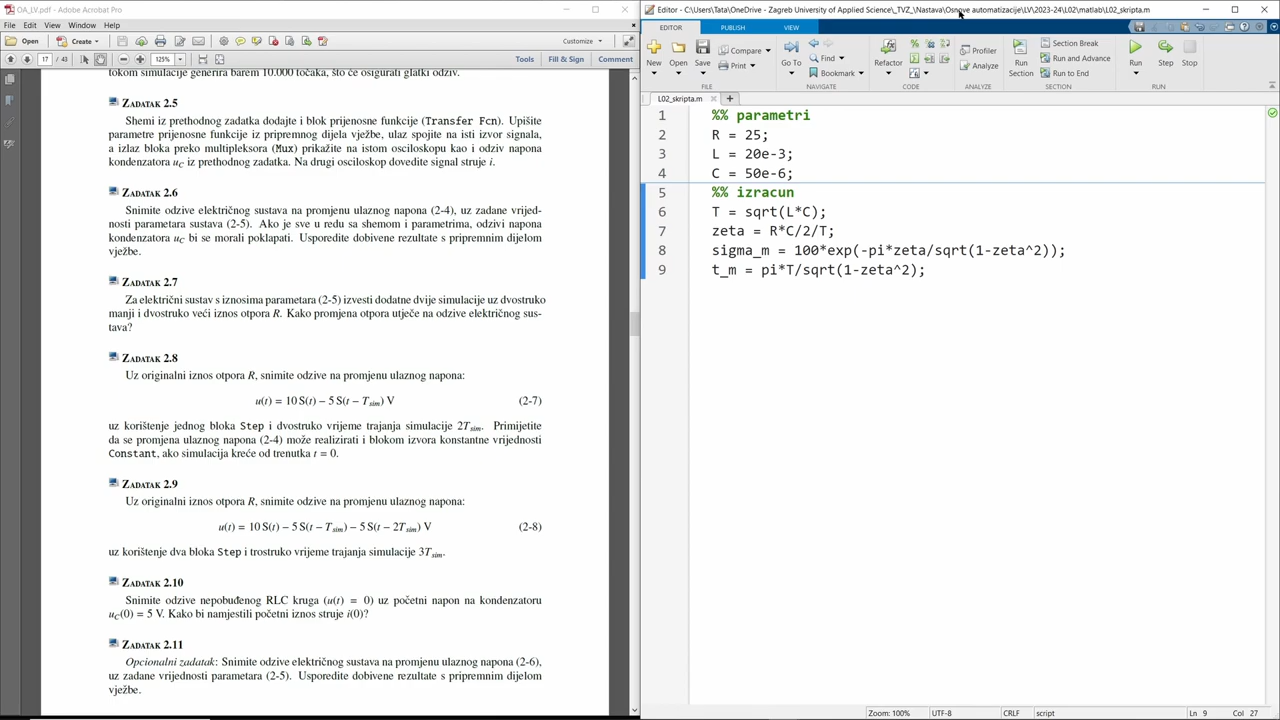 OA_LV.pdf - Adobe Acrobat Pro
File Edit View Window Help
Open Create Customize
17 / 43 125% Tools Fill & Sign Comment
tokom simulacije generira barem 10.000 točaka, što će osigurati glatki odziv.
ZADATAK 2.5
Shemi iz prethodnog zadatka dodajte i blok prijenosne funkcije (Transfer Fcn). Upišite
parametre prijenosne funkcije iz pripremnog dijela vježbe, ulaz spojite na isti izvor signala,
a izlaz bloka preko multipleksora (Mux) prikažite na istom osciloskopu kao i odziv napona
kondenzatora uC iz prethodnog zadatka. Na drugi osciloskop dovedite signal struje i.
ZADATAK 2.6
Snimite odzive električnog sustava na promjenu ulaznog napona (2-4), uz zadane vrijed-
nosti parametara sustava (2-5). Ako je sve u redu sa shemom i parametrima, odzivi napona
kondenzatora uC bi se morali poklapati. Usporedite dobivene rezultate s pripremnim dijelom
vježbe.
ZADATAK 2.7
Za električni sustav s iznosima parametara (2-5) izvesti dodatne dvije simulacije uz dvostruko
manji i dvostruko veći iznos otpora R. Kako promjena otpora utječe na odzive električnog sus-
tava?
ZADATAK 2.8
Uz originalni iznos otpora R, snimite odzive na promjenu ulaznog napona:
u(t) = 10 S(t) − 5 S(t − Tsim) V (2-7)
uz korištenje jednog bloka Step i dvostruko vrijeme trajanja simulacije 2Tsim. Primijetite
da se promjena ulaznog napona (2-4) može realizirati i blokom izvora konstantne vrijednosti
Constant, ako simulacija kreće od trenutka t = 0.
ZADATAK 2.9
Uz originalni iznos otpora R, snimite odzive na promjenu ulaznog napona:
u(t) = 10 S(t) − 5 S(t − Tsim) − 5 S(t − 2Tsim) V (2-8)
uz korištenje dva bloka Step i trostruko vrijeme trajanja simulacije 3Tsim.
ZADATAK 2.10
Snimite odzive nepobuđenog RLC kruga (u(t) = 0) uz početni napon na kondenzatoru
uC(0) = 5 V. Kako bi namjestili početni iznos struje i(0)?
ZADATAK 2.11
Opcionalni zadatak: Snimite odzive električnog sustava na promjenu ulaznog napona (2-6),
uz zadane vrijednosti parametara (2-5). Usporedite dobivene rezultate s pripremnim dijelom
vježbe.
Editor - C:\Users\Tata\OneDrive - Zagreb University of Applied Science\_TVZ_\Nastava\Osnove automatizacije\LV\2023-24\L02\matlab\L02_skripta.m
EDITOR PUBLISH VIEW
New Open Save Compare Print Go To Find Bookmark Refactor Profiler Analyze Run Section Section Break Run and Advance Run to End Run Step Stop
FILE NAVIGATE CODE ANALYZE SECTION RUN
L02_skripta.m
1 %% parametri
2 R = 25;
3 L = 20e-3;
4 C = 50e-6;
5 %% izracun
6 T = sqrt(L*C);
7 zeta = R*C/2/T;
8 sigma_m = 100*exp(-pi*zeta/sqrt(1-zeta^2));
9 t_m = pi*T/sqrt(1-zeta^2);
Zoom: 100% UTF-8 CRLF script Ln 9 Col 27